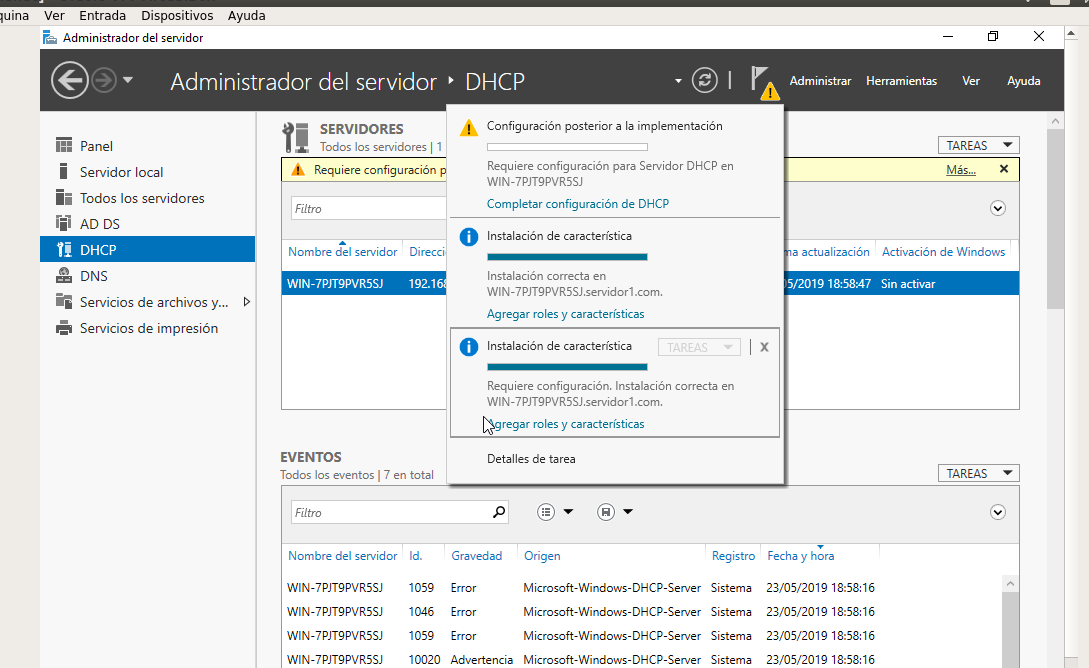 quina Ver Entrada Dispositivos Ayuda
Administrador del servidor
Administrador del servidor DHCP
Administrar Herramientas Ver Ayuda
Panel
Servidor local
Todos los servidores
AD DS
DHCP
DNS
Servicios de archivos y...
Servicios de impresión
SERVIDORES
Todos los servidores | 1
TAREAS
Requiere configuración p
Más...
Filtro
Nombre del servidor Direcci ma actualización Activación de Windows
WIN-7PJT9PVR5SJ 192.168 05/2019 18:58:47 Sin activar
Configuración posterior a la implementación
Requiere configuración para Servidor DHCP en
WIN-7PJT9PVR5SJ
Completar configuración de DHCP
Instalación de característica
Instalación correcta en
WIN-7PJT9PVR5SJ.servidor1.com.
Agregar roles y características
Instalación de característica TAREAS X
Requiere configuración. Instalación correcta en
WIN-7PJT9PVR5SJ.servidor1.com.
Agregar roles y características
Detalles de tarea
EVENTOS
Todos los eventos | 7 en total
TAREAS
Filtro
Nombre del servidor Id. Gravedad Origen Registro Fecha y hora
WIN-7PJT9PVR5SJ 1059 Error Microsoft-Windows-DHCP-Server Sistema 23/05/2019 18:58:16
WIN-7PJT9PVR5SJ 1046 Error Microsoft-Windows-DHCP-Server Sistema 23/05/2019 18:58:16
WIN-7PJT9PVR5SJ 1059 Error Microsoft-Windows-DHCP-Server Sistema 23/05/2019 18:58:16
WIN-7PJT9PVR5SJ 10020 Advertencia Microsoft-Windows-DHCP-Server Sistema 23/05/2019 18:58:16